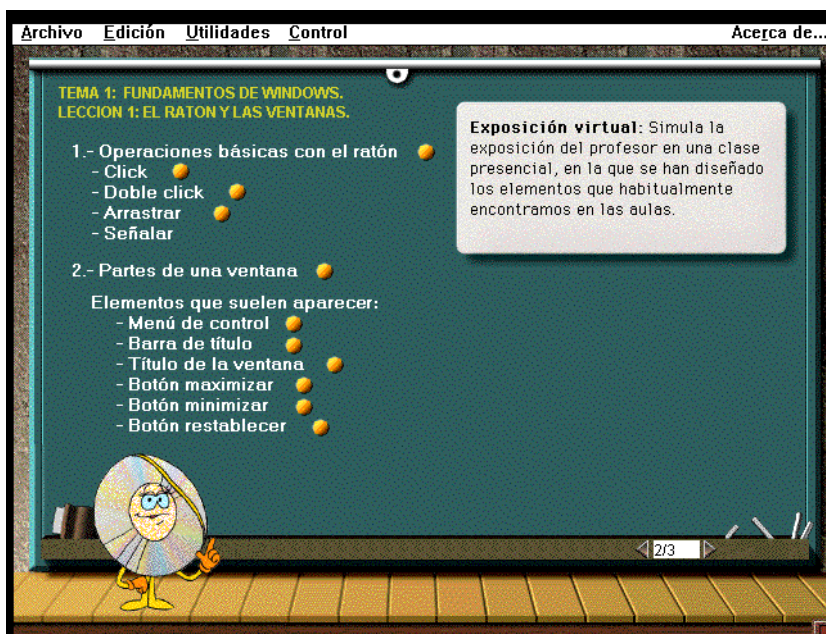 Archivo Edición Utilidades Control Acerca de...
TEMA 1: FUNDAMENTOS DE WINDOWS.
LECCION 1: EL RATON Y LAS VENTANAS.
1.- Operaciones básicas con el ratón
- Click
- Doble click
- Arrastrar
- Señalar
2.- Partes de una ventana
Elementos que suelen aparecer:
- Menú de control
- Barra de título
- Título de la ventana
- Botón maximizar
- Botón minimizar
- Botón restablecer
Exposición virtual: Simula la
exposición del profesor en una clase
presencial, en la que se han diseñado
los elementos que habitualmente
encontramos en las aulas.
2/3